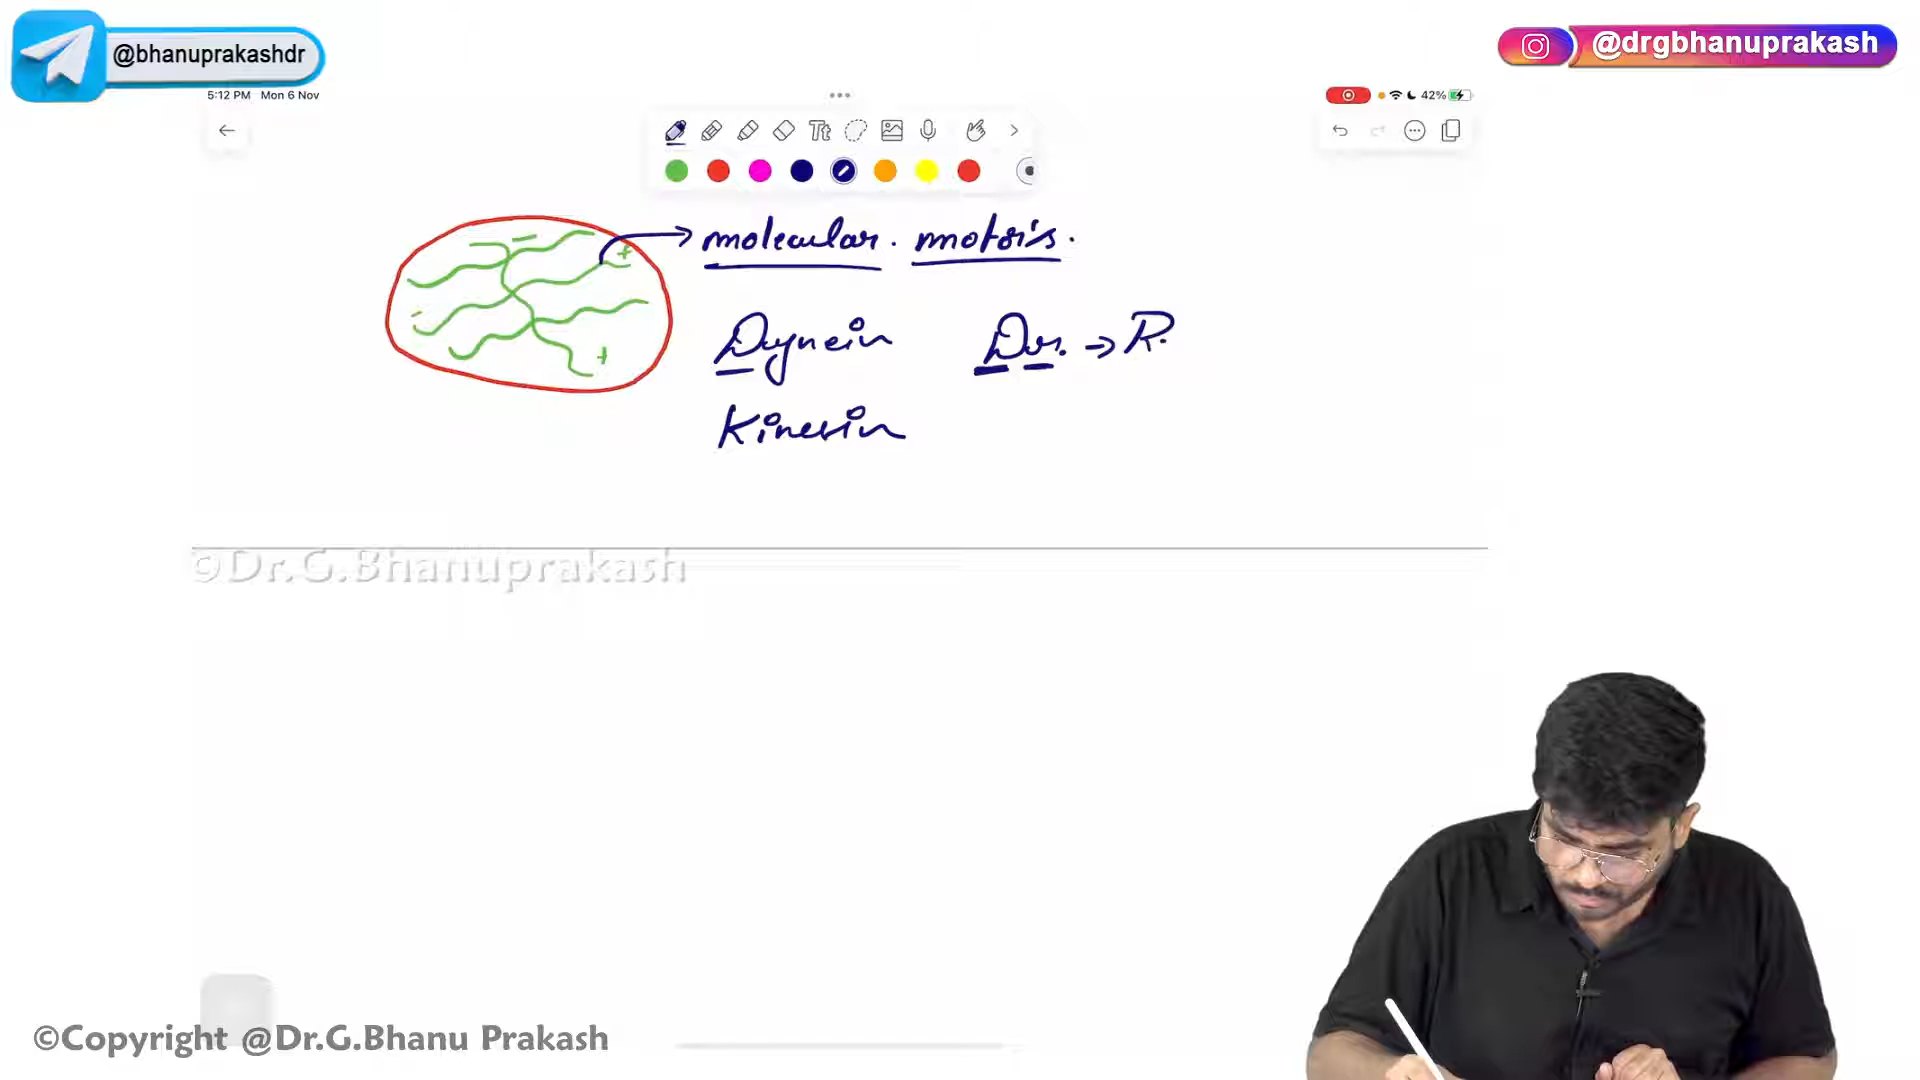 @bhanuprakashdr
@drgbhanuprakash
5:12 PM Mon 6 Nov
42%
Tt
molecular. motors.
+
Dynein Dr. → R.
+
Kinesin
©Dr.G.Bhanuprakash
©Copyright @Dr.G.Bhanu Prakash